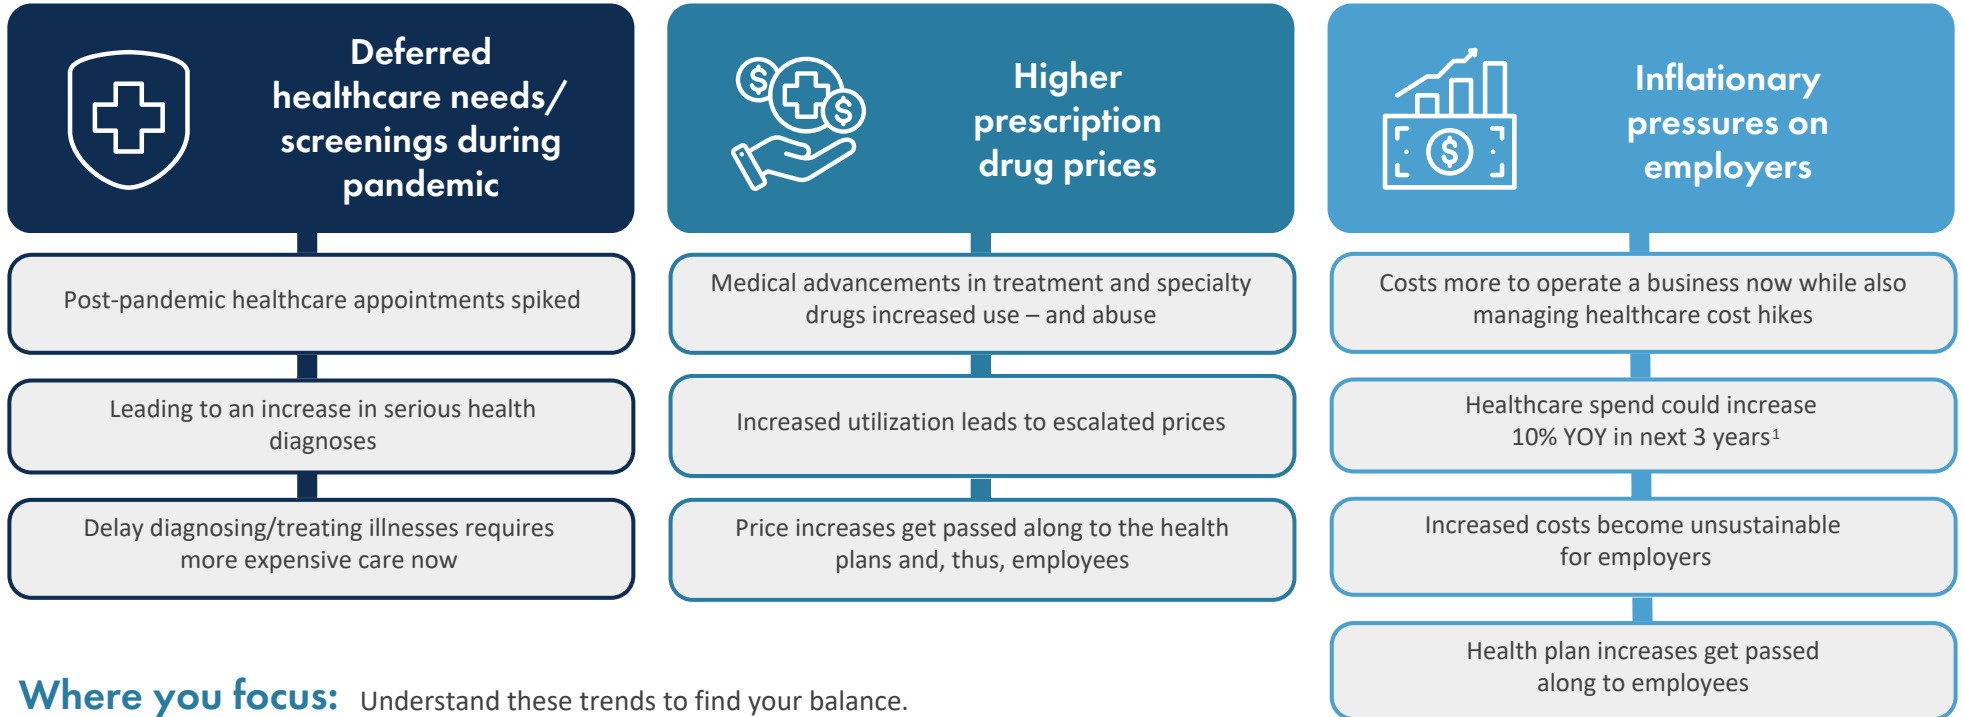 Deferred
healthcare needs/
screenings during
pandemic
Post-pandemic healthcare appointments spiked
Leading to an increase in serious health
diagnoses
Delay diagnosing/treating illnesses requires
more expensive care now
Higher
prescription
drug prices
Medical advancements in treatment and specialty
drugs increased use – and abuse
Increased utilization leads to escalated prices
Price increases get passed along to the health
plans and, thus, employees
Inflationary
pressures on
employers
Costs more to operate a business now while also
managing healthcare cost hikes
Healthcare spend could increase
10% YOY in next 3 years¹
Increased costs become unsustainable
for employers
Health plan increases get passed
along to employees
Where you focus: Understand these trends to find your balance.